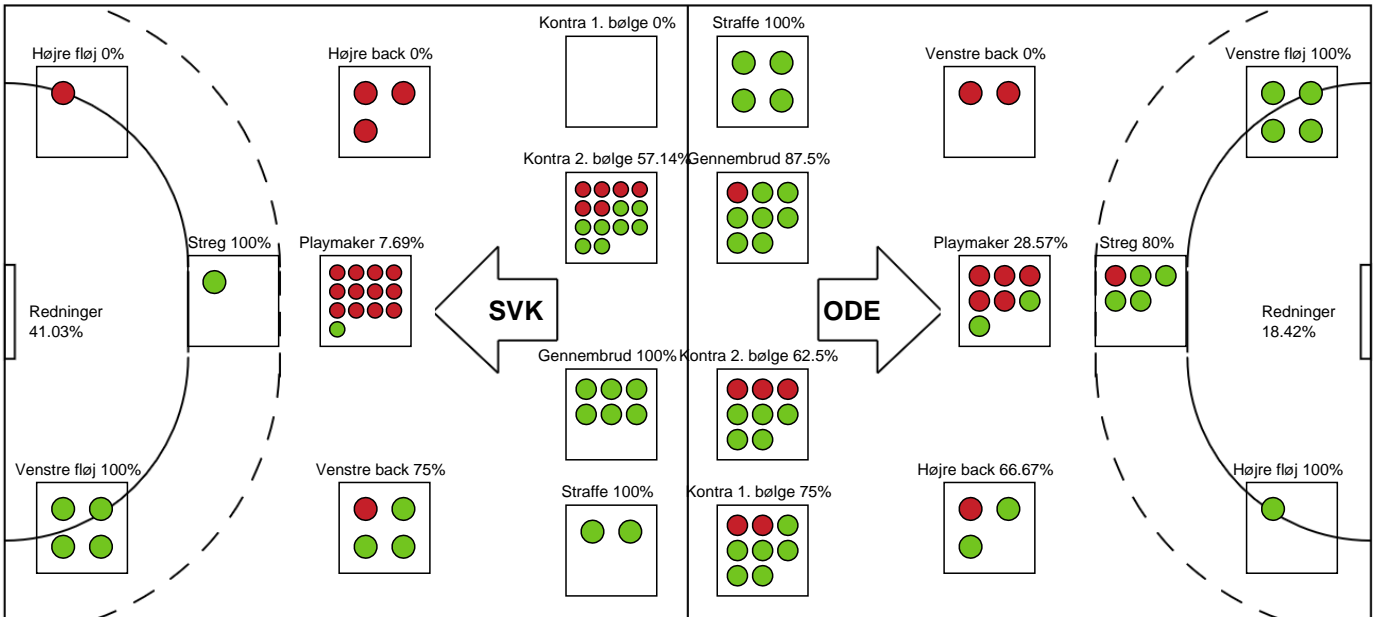 Kontra 1. bølge 0%
Straffe 100%
Højre fløj 0%
Højre back 0%
Venstre back 0%
Venstre fløj 100%
Kontra 2. bølge 57.14%
Gennembrud 87.5%
Streg 100%
Playmaker 7.69%
Playmaker 28.57%
Streg 80%
Redninger
41.03%
SVK
ODE
Redninger
18.42%
Gennembrud 100%
Kontra 2. bølge 62.5%
Venstre fløj 100%
Venstre back 75%
Højre back 66.67%
Højre fløj 100%
Straffe 100%
Kontra 1. bølge 75%